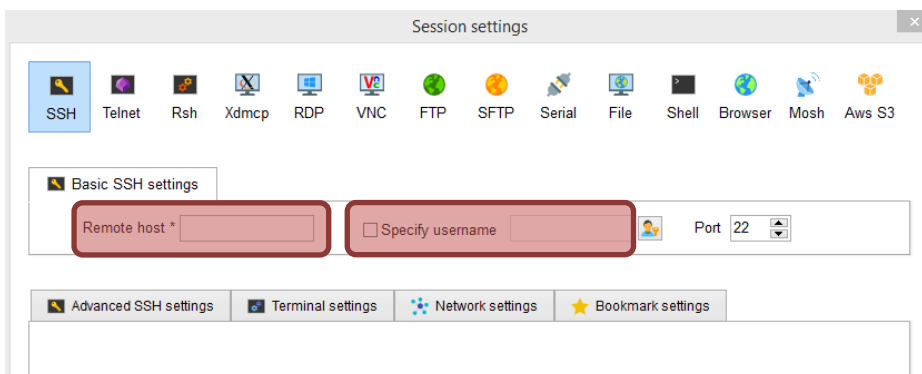 Session settings
SSH Telnet Rsh Xdmcp RDP VNC FTP SFTP Serial File Shell Browser Mosh Aws S3
Basic SSH settings
Remote host * Specify username Port 22
Advanced SSH settings Terminal settings Network settings Bookmark settings